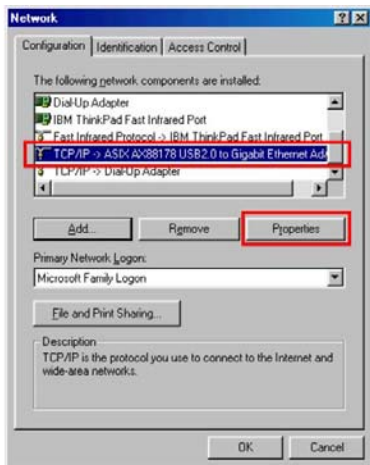 Network
Configuration Identification Access Control
The following network components are installed:
Dial-Up Adapter
IBM ThinkPad Fast Infrared Port
Fast Infrared Protocol -> IBM ThinkPad Fast Infrared Port
TCP/IP -> ASIX AX88178 USB2.0 to Gigabit Ethernet Ada
TCP/IP -> Dial-Up Adapter
Add... Remove Properties
Primary Network Logon:
Microsoft Family Logon
File and Print Sharing...
Description
TCP/IP is the protocol you use to connect to the Internet and
wide-area networks.
OK Cancel